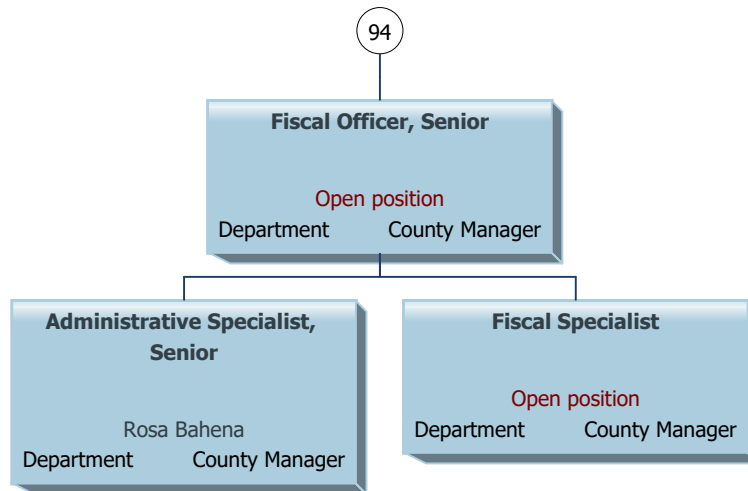 94
Fiscal Officer, Senior
Open position
Department County Manager
Administrative Specialist,
Senior
Rosa Bahena
Department County Manager
Fiscal Specialist
Open position
Department County Manager